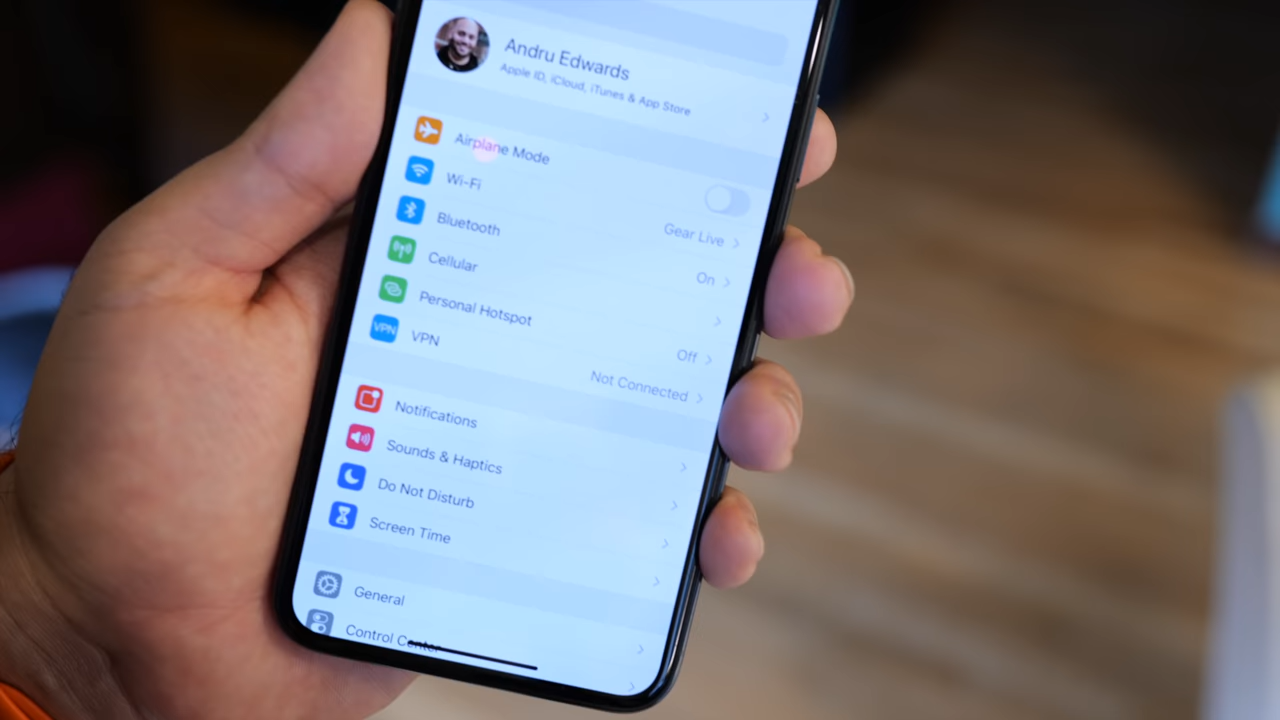 Andru Edwards
Apple ID, iCloud, iTunes & App Store
Airplane Mode
Wi-Fi
Gear Live
Bluetooth
On
Cellular
Personal Hotspot
Off
VPN
VPN
Not Connected
Notifications
Sounds & Haptics
Do Not Disturb
Screen Time
General
Control Center